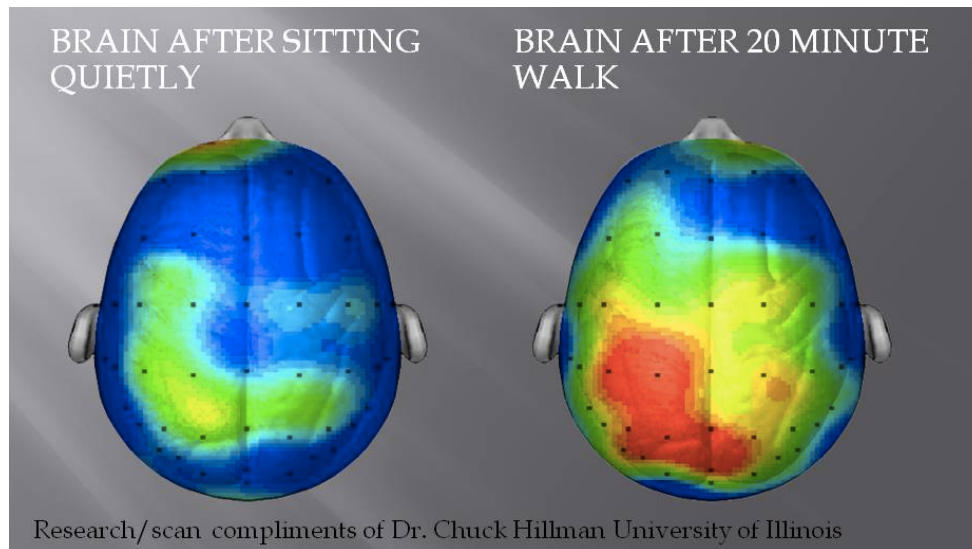 BRAIN AFTER SITTING
QUIETLY
BRAIN AFTER 20 MINUTE
WALK
Research/scan compliments of Dr. Chuck Hillman University of Illinois